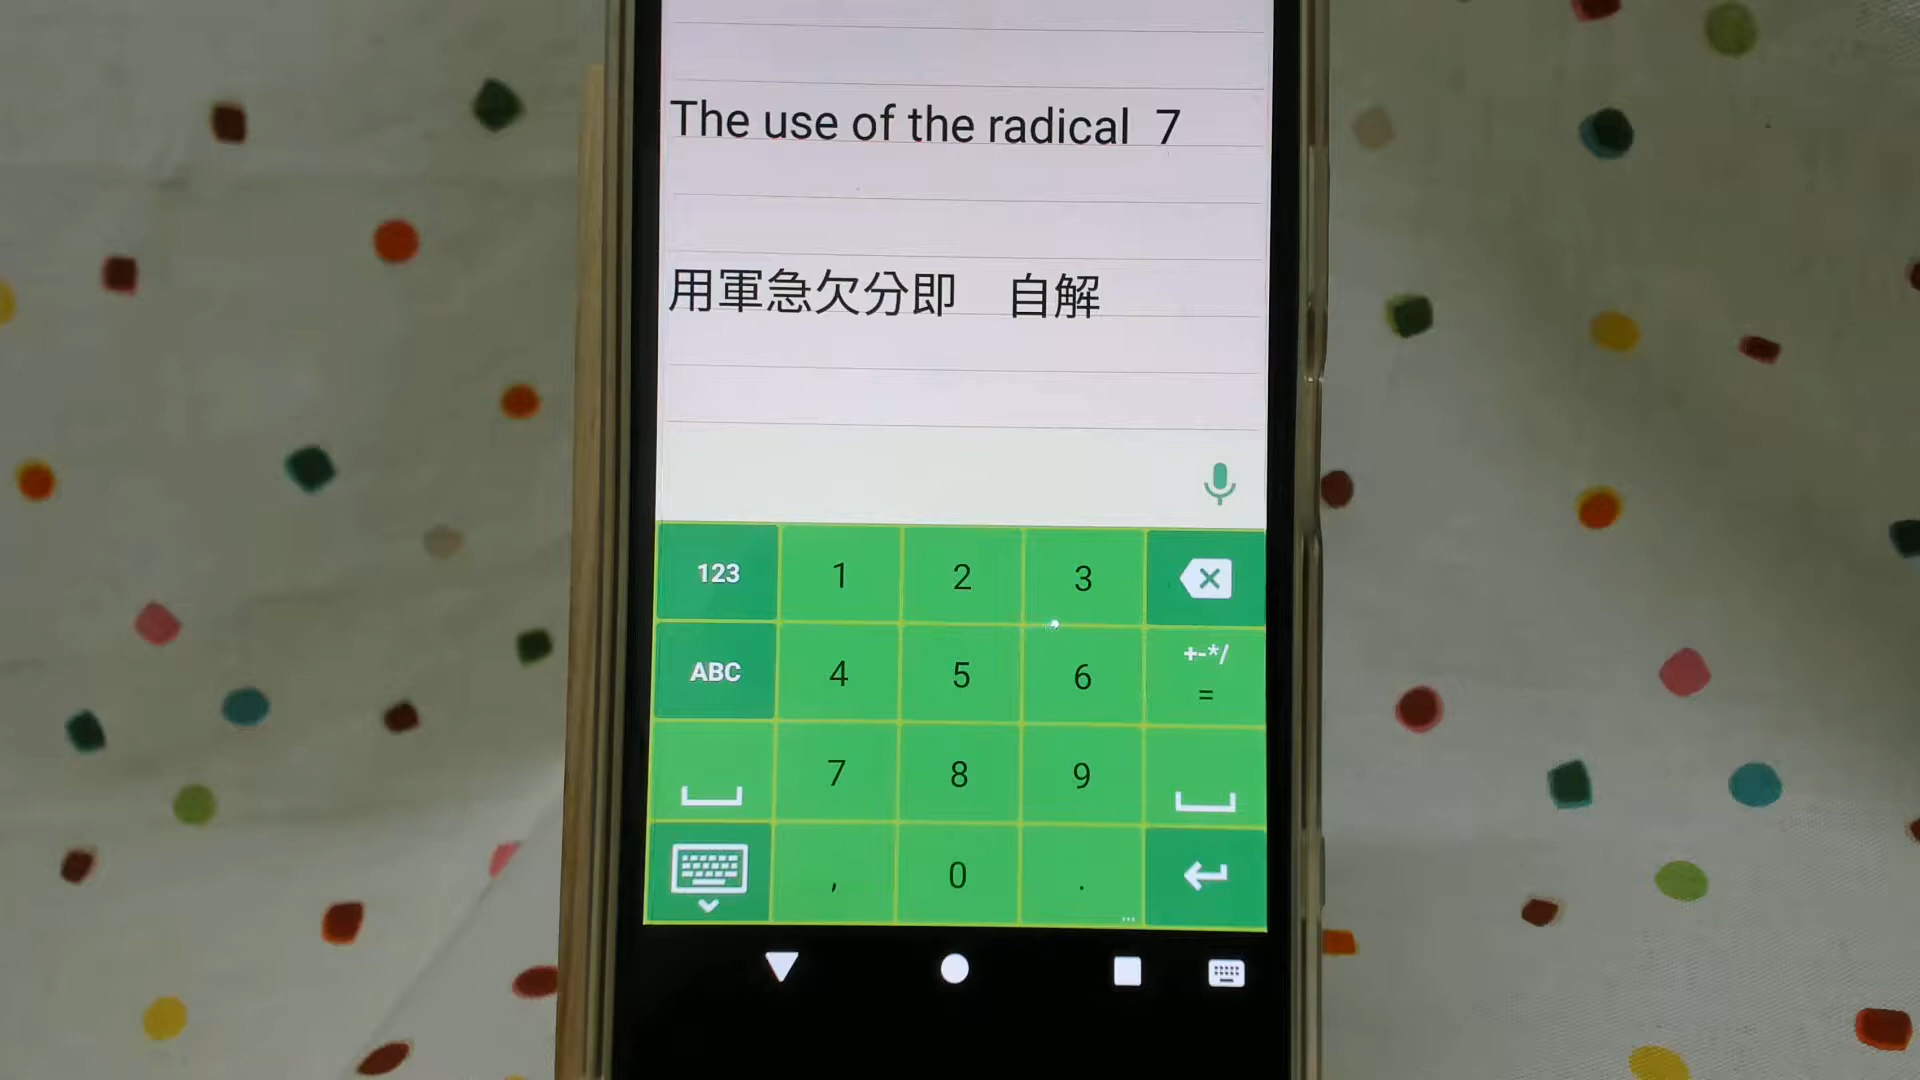 The use of the radical  7
用軍急欠分即　自解
123 1 2 3
ABC 4 5 6 +-*/ =
7 8 9
, 0 . ...